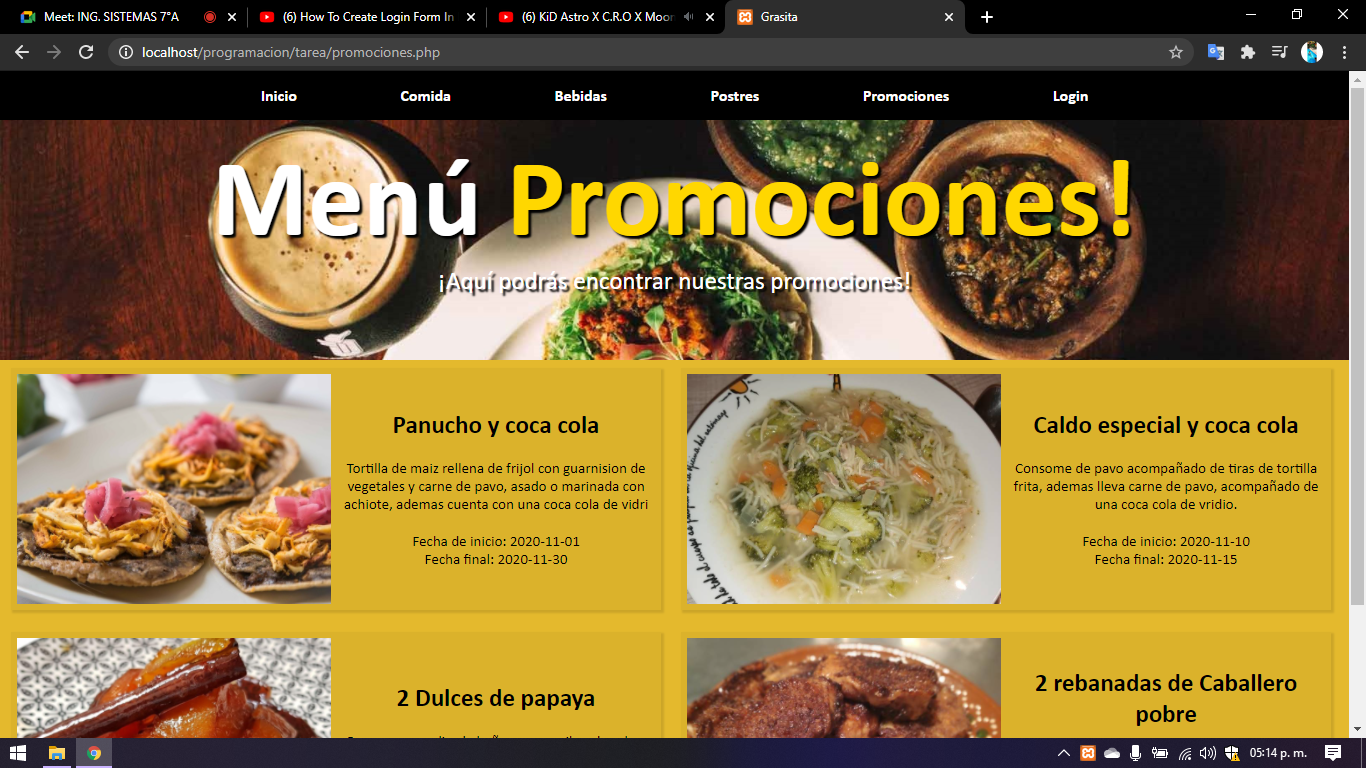 Meet: ING. SISTEMAS 7°A
(6) How To Create Login Form In
(6) KiD Astro X C.R.O X Moor
Grasita
localhost/programacion/tarea/promociones.php
Inicio
Comida
Bebidas
Postres
Promociones
Login
Menú Promociones!
¡Aquí podrás encontrar nuestras promociones!
Panucho y coca cola
Tortilla de maiz rellena de frijol con guarnision de
vegetales y carne de pavo, asado o marinada con
achiote, ademas cuenta con una coca cola de vidri
Fecha de inicio: 2020-11-01
Fecha final: 2020-11-30
Caldo especial y coca cola
Consome de pavo acompañado de tiras de tortilla
frita, ademas lleva carne de pavo, acompañado de
una coca cola de vridio.
Fecha de inicio: 2020-11-10
Fecha final: 2020-11-15
2 Dulces de papaya
2 rebanadas de Caballero
pobre
05:14 p. m.